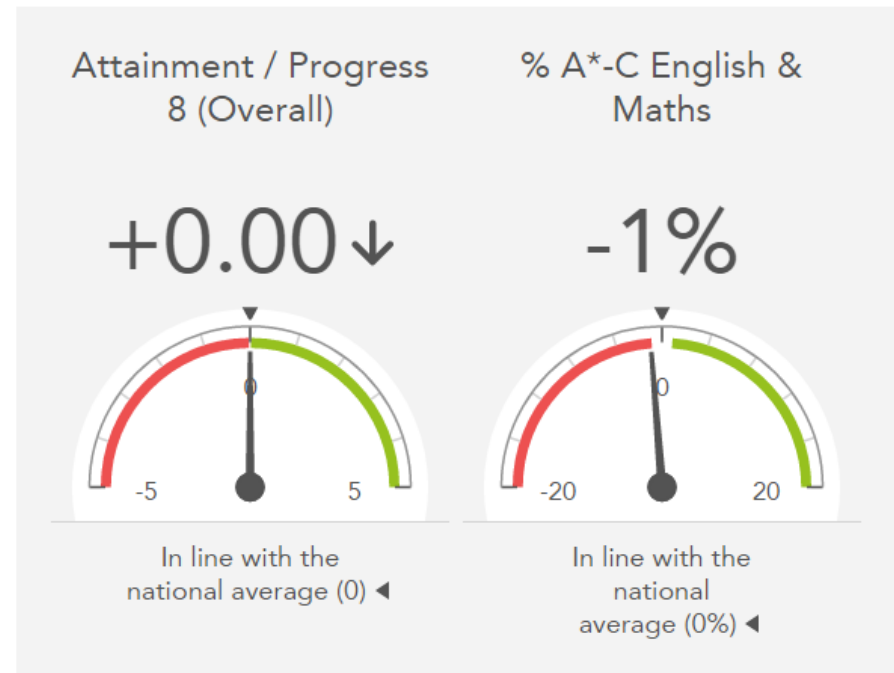 Attainment / Progress
8 (Overall)
+0.00↓
0
-5
5
In line with the
national average (0) ◀
% A*-C English &
Maths
-1%
0
-20
20
In line with the
national
average (0%) ◀